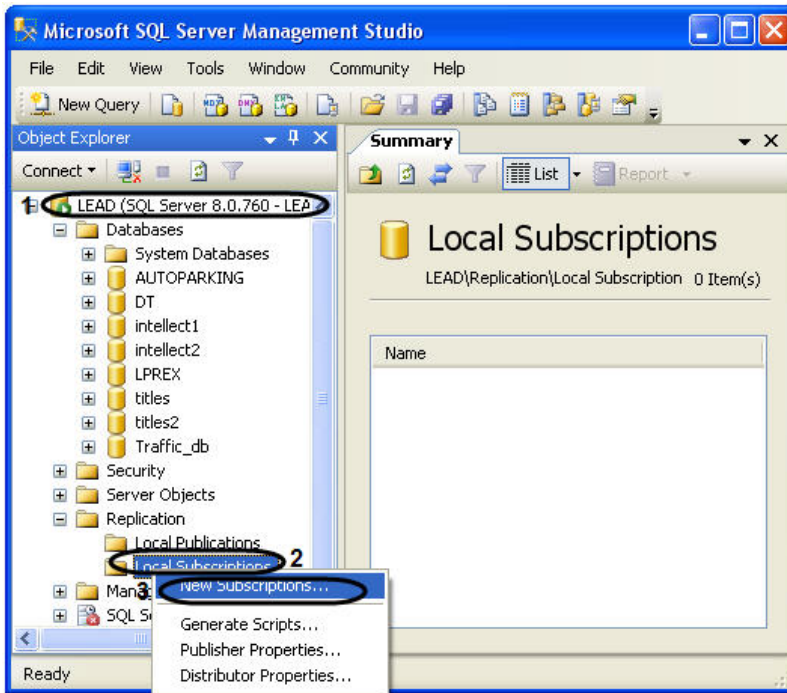 Microsoft SQL Server Management Studio
File Edit View Tools Window Community Help
New Query
Object Explorer
Connect
1
LEAD (SQL Server 8.0.760 - LEA
Databases
System Databases
AUTOPARKING
DT
intellect1
intellect2
LPREX
titles
titles2
Traffic_db
Security
Server Objects
Replication
Local Publications
Local Subscriptions 2
3
New Subscriptions...
Generate Scripts...
Publisher Properties...
Distributor Properties...
Ready
Summary
List Report
Local Subscriptions
LEAD\Replication\Local Subscription 0 Item(s)
Name